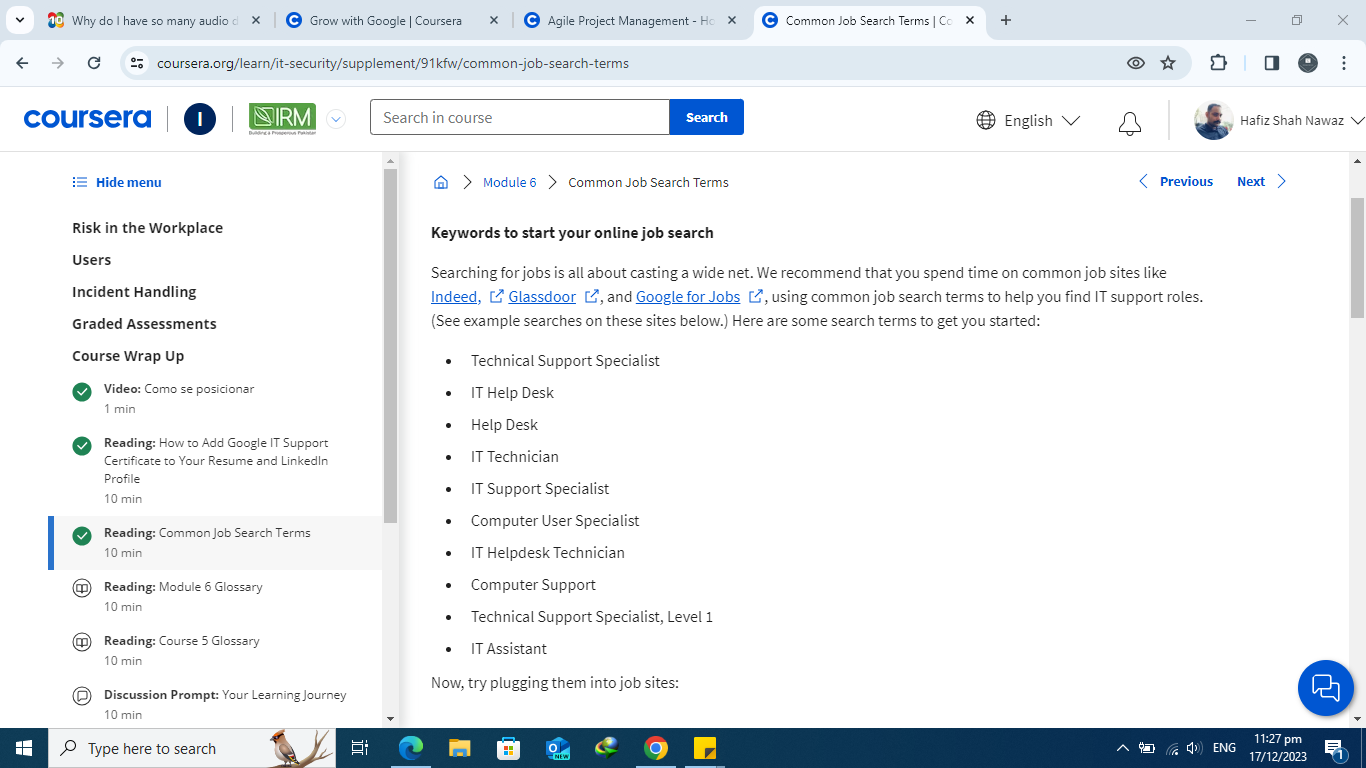 Why do I have so many audio d
Grow with Google | Coursera
Agile Project Management - Ho
Common Job Search Terms | Co
coursera.org/learn/it-security/supplement/91kfw/common-job-search-terms
coursera
I
IRM
Building a Prosperous Pakistan
Search in course
Search
English
Hafiz Shah Nawaz
Hide menu
Risk in the Workplace
Users
Incident Handling
Graded Assessments
Course Wrap Up
Video: Como se posicionar
1 min
Reading: How to Add Google IT Support
Certificate to Your Resume and LinkedIn
Profile
10 min
Reading: Common Job Search Terms
10 min
Reading: Module 6 Glossary
10 min
Reading: Course 5 Glossary
10 min
Discussion Prompt: Your Learning Journey
10 min
Module 6
Common Job Search Terms
Previous
Next
Keywords to start your online job search
Searching for jobs is all about casting a wide net. We recommend that you spend time on common job sites like
Indeed, Glassdoor , and Google for Jobs , using common job search terms to help you find IT support roles.
(See example searches on these sites below.) Here are some search terms to get you started:
• Technical Support Specialist
• IT Help Desk
• Help Desk
• IT Technician
• IT Support Specialist
• Computer User Specialist
• IT Helpdesk Technician
• Computer Support
• Technical Support Specialist, Level 1
• IT Assistant
Now, try plugging them into job sites:
Type here to search
NEW
ENG
11:27 pm
17/12/2023
1